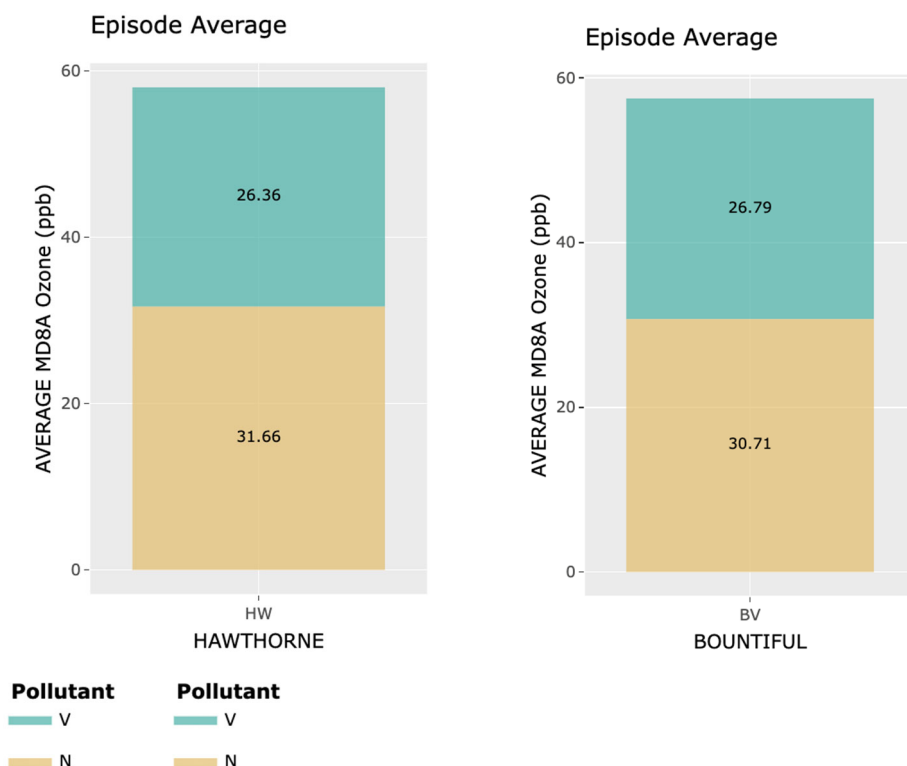 Episode Average
60
40
20
0
AVERAGE MD8A Ozone (ppb)
26.36
31.66
HW
HAWTHORNE
Episode Average
60
40
20
0
AVERAGE MD8A Ozone (ppb)
26.79
30.71
BV
BOUNTIFUL
Pollutant
V
N
Pollutant
V
N